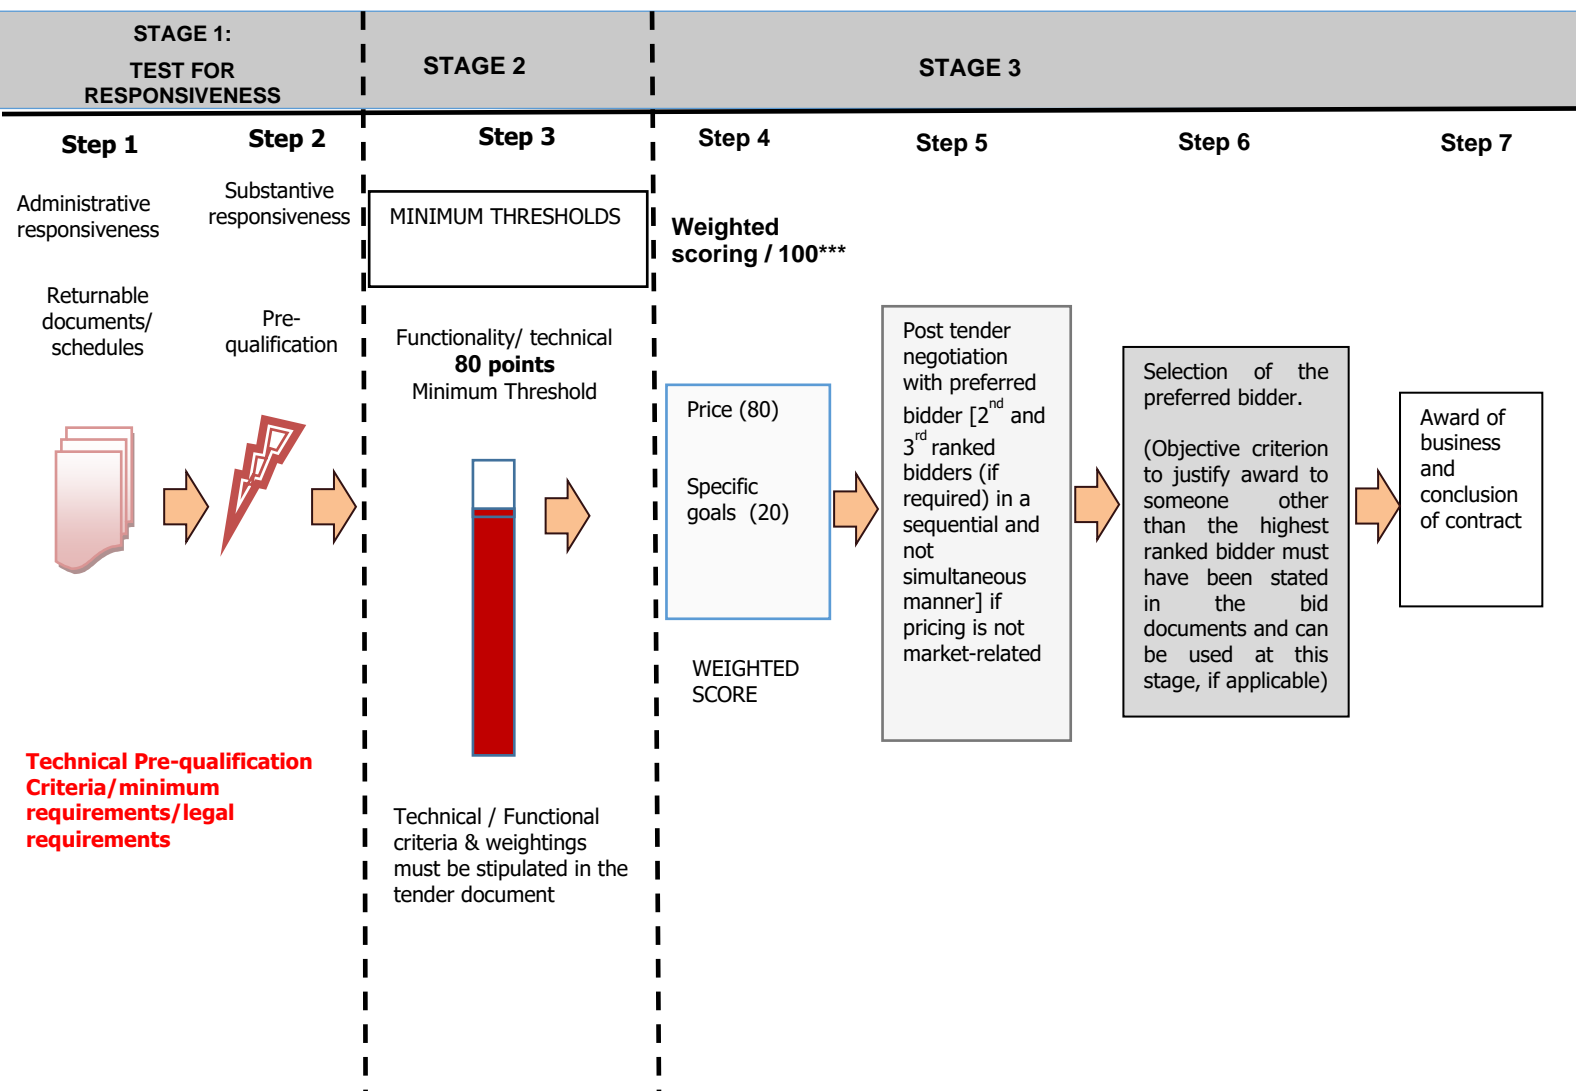 STAGE 1:
TEST FOR
RESPONSIVENESS
STAGE 2
STAGE 3
Step 1
Step 2
Step 3
Step 4
Step 5
Step 6
Step 7
Administrative
responsiveness
Returnable
documents/
schedules
Substantive
responsiveness
Pre-
qualification
Technical Pre-qualification
Criteria/minimum
requirements/legal
requirements
MINIMUM THRESHOLDS
Functionality/ technical
80 points
Minimum Threshold
Technical / Functional
criteria & weightings
must be stipulated in the
tender document
Weighted
scoring / 100***
Price (80)
Specific
goals (20)
WEIGHTED
SCORE
Post tender
negotiation
with preferred
bidder [2nd and
3rd ranked
bidders (if
required) in a
sequential and
not
simultaneous
manner] if
pricing is not
market-related
Selection of the
preferred bidder.
(Objective criterion
to justify award to
someone other
than the highest
ranked bidder must
have been stated
in the bid
documents and can
be used at this
stage, if applicable)
Award of
business
and
conclusion
of contract